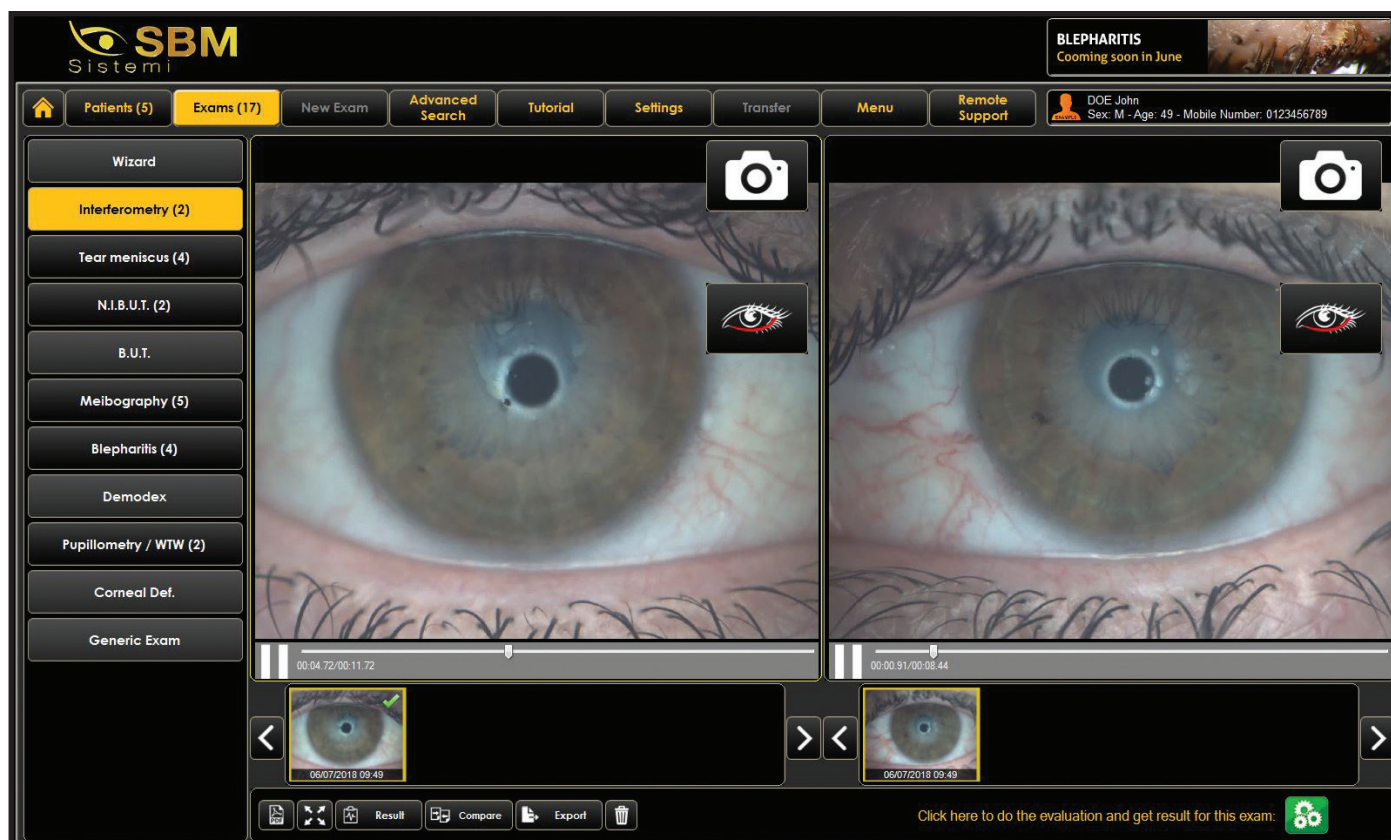 SBM
Sistemi
BLEPHARITIS
Cooming soon in June
Patients (5)
Exams (17)
New Exam
Advanced
Search
Tutorial
Settings
Transfer
Menu
Remote
Support
EXAMPLE
DOE John
Sex: M - Age: 49 - Mobile Number: 0123456789
Wizard
Interferometry (2)
Tear meniscus (4)
N.I.B.U.T. (2)
B.U.T.
Meibography (5)
Blepharitis (4)
Demodex
Pupillometry / WTW (2)
Corneal Def.
Generic Exam
00:04.72/00:11.72
00:00.91/00:08.44
06/07/2018 09:49
06/07/2018 09:49
PDF
Result
Compare
Export
Click here to do the evaluation and get result for this exam: